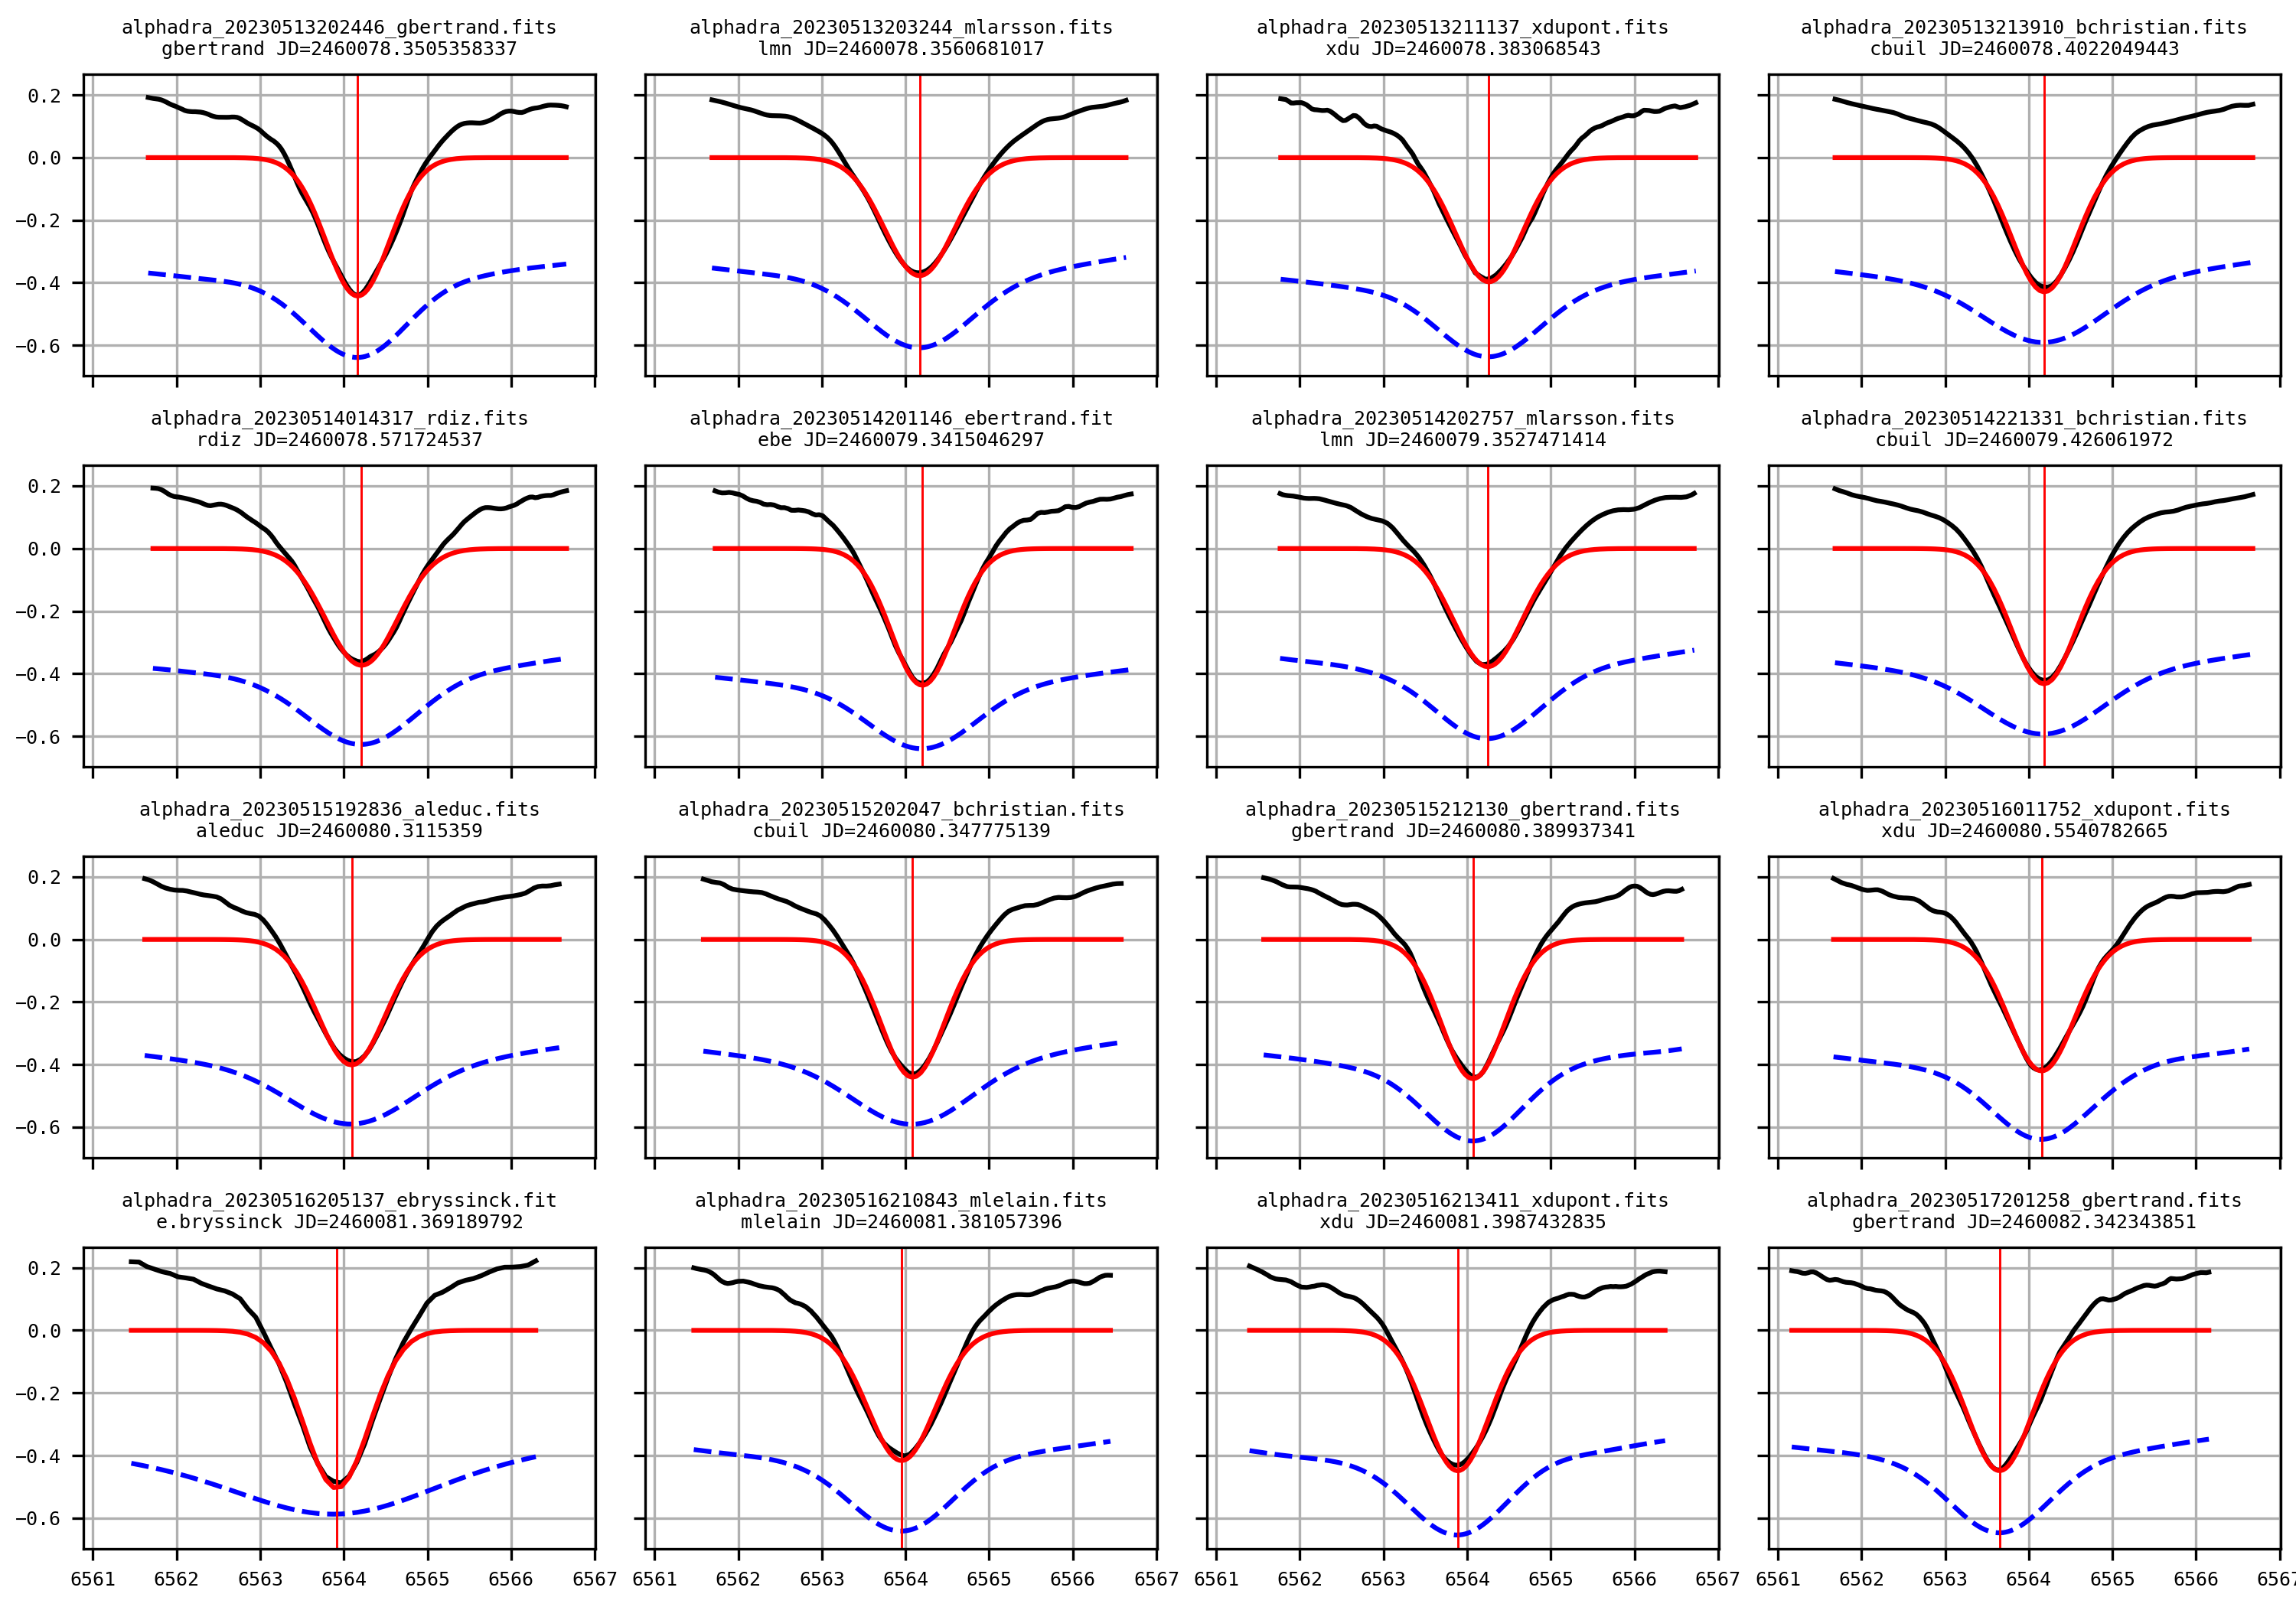 alphadra_20230513202446_gbertrand.fits
gbertrand JD=2460078.3505358337
alphadra_20230513203244_mlarsson.fits
lmn JD=2460078.3560681017
alphadra_20230513211137_xdupont.fits
xdu JD=2460078.383068543
alphadra_20230513213910_bchristian.fits
cbuil JD=2460078.4022049443
0.2
0.0
−0.2
−0.4
−0.6
alphadra_20230514014317_rdiz.fits
rdiz JD=2460078.571724537
alphadra_20230514201146_ebertrand.fit
ebe JD=2460079.3415046297
alphadra_20230514202757_mlarsson.fits
lmn JD=2460079.3527471414
alphadra_20230514221331_bchristian.fits
cbuil JD=2460079.426061972
0.2
0.0
−0.2
−0.4
−0.6
alphadra_20230515192836_aleduc.fits
aleduc JD=2460080.3115359
alphadra_20230515202047_bchristian.fits
cbuil JD=2460080.347775139
alphadra_20230515212130_gbertrand.fits
gbertrand JD=2460080.389937341
alphadra_20230516011752_xdupont.fits
xdu JD=2460080.5540782665
0.2
0.0
−0.2
−0.4
−0.6
alphadra_20230516205137_ebryssinck.fit
e.bryssinck JD=2460081.369189792
alphadra_20230516210843_mlelain.fits
mlelain JD=2460081.381057396
alphadra_20230516213411_xdupont.fits
xdu JD=2460081.3987432835
alphadra_20230517201258_gbertrand.fits
gbertrand JD=2460082.342343851
0.2
0.0
−0.2
−0.4
−0.6
6561 6562 6563 6564 6565 6566 6567
6561 6562 6563 6564 6565 6566 6567
6561 6562 6563 6564 6565 6566 6567
6561 6562 6563 6564 6565 6566